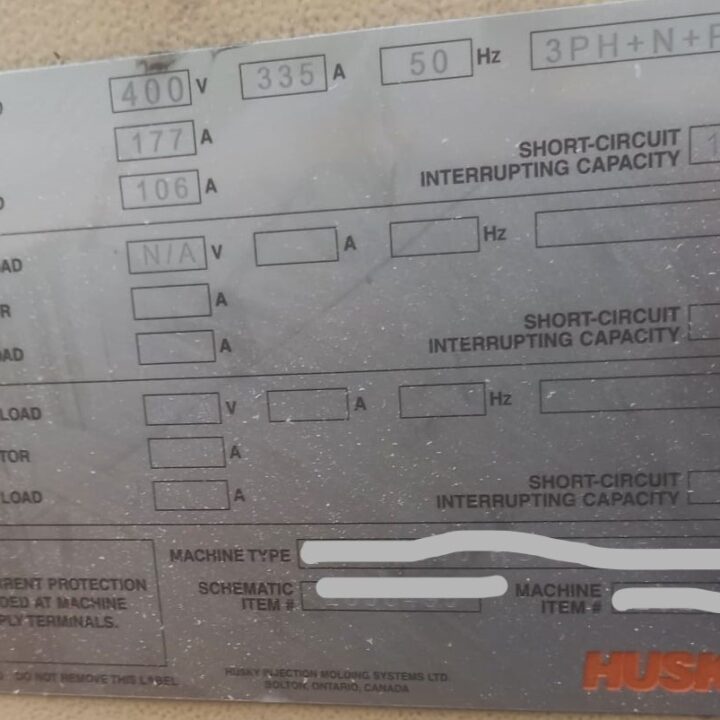 400 V 335 A 50 Hz 3PH+N+
177 A
SHORT-CIRCUIT
INTERRUPTING CAPACITY 1
106 A
AD N/A V A Hz
R A
SHORT-CIRCUIT
INTERRUPTING CAPACITY
AD A
LOAD V A Hz
TOR A
SHORT-CIRCUIT
INTERRUPTING CAPACITY
LOAD A
MACHINE TYPE
RRENT PROTECTION
DED AT MACHINE
PLY TERMINALS.
SCHEMATIC
ITEM #
MACHINE
ITEM #
DO NOT REMOVE THIS LABEL
HUSKY INJECTION MOLDING SYSTEMS LTD.
BOLTON, ONTARIO, CANADA
HUSK